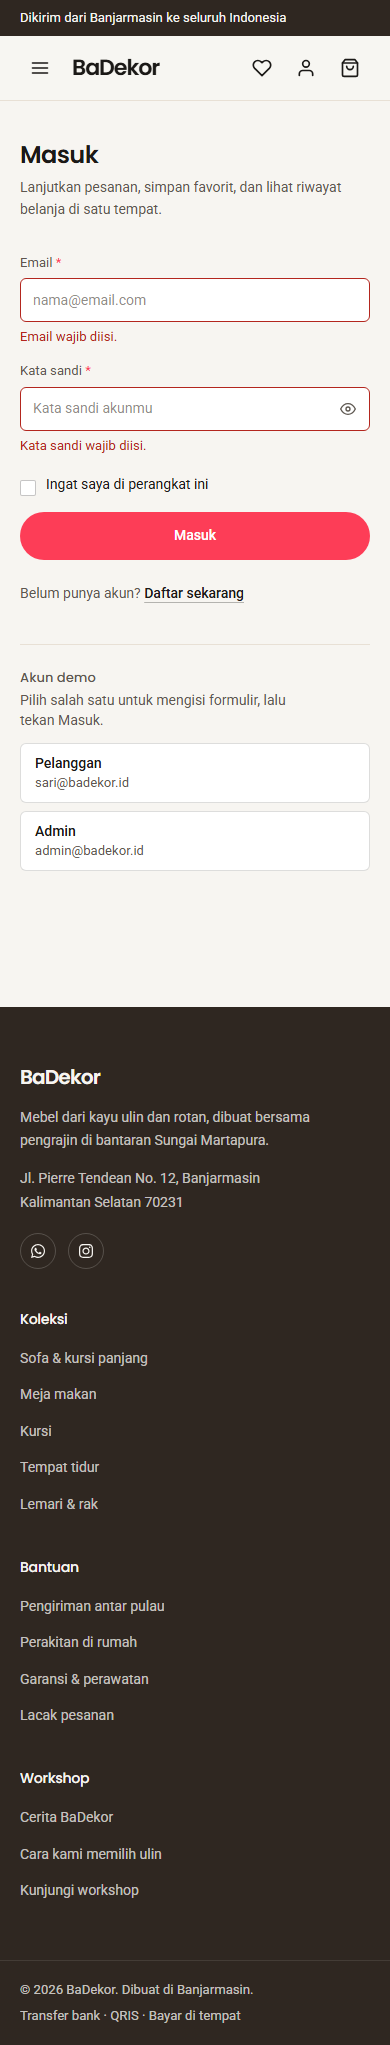 Dikirim dari Banjarmasin ke seluruh Indonesia
BaDekor
Masuk
Lanjutkan pesanan, simpan favorit, dan lihat riwayat
belanja di satu tempat.
Email *
nama@email.com
Email wajib diisi.
Kata sandi *
Kata sandi akunmu
Kata sandi wajib diisi.
Ingat saya di perangkat ini
Masuk
Belum punya akun? Daftar sekarang
Akun demo
Pilih salah satu untuk mengisi formulir, lalu
tekan Masuk.
Pelanggan
sari@badekor.id
Admin
admin@badekor.id
BaDekor
Mebel dari kayu ulin dan rotan, dibuat bersama
pengrajin di bantaran Sungai Martapura.
Jl. Pierre Tendean No. 12, Banjarmasin
Kalimantan Selatan 70231
Koleksi
Sofa & kursi panjang
Meja makan
Kursi
Tempat tidur
Lemari & rak
Bantuan
Pengiriman antar pulau
Perakitan di rumah
Garansi & perawatan
Lacak pesanan
Workshop
Cerita BaDekor
Cara kami memilih ulin
Kunjungi workshop
© 2026 BaDekor. Dibuat di Banjarmasin.
Transfer bank · QRIS · Bayar di tempat